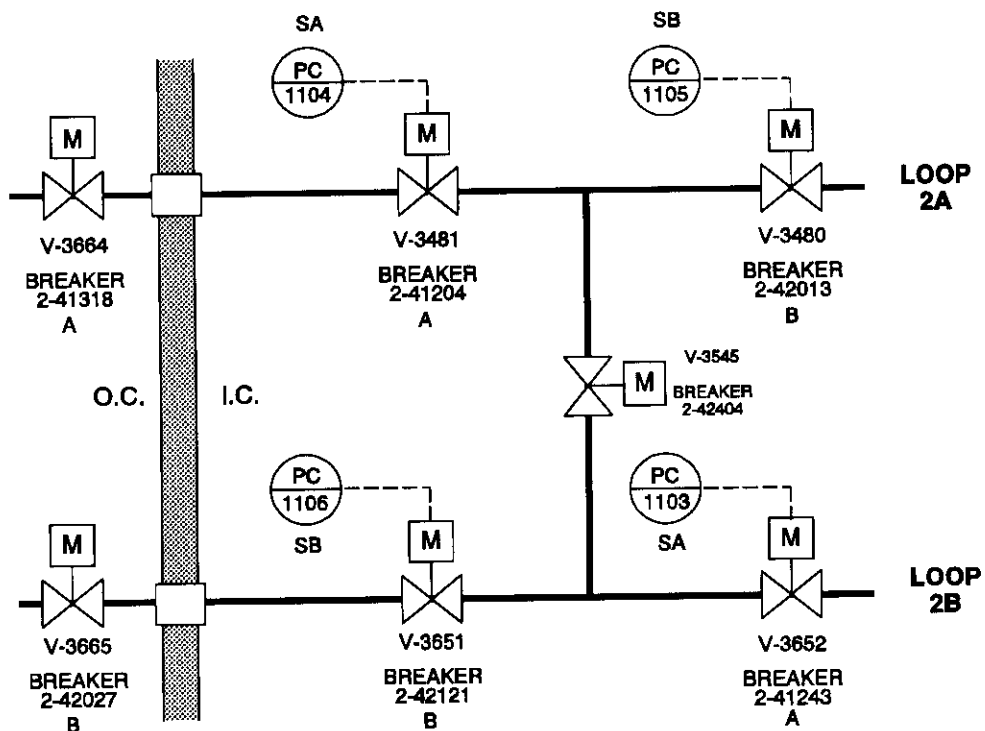 SA
SB
PC
1104
PC
1105
M
M
M
LOOP
2A
V-3664
BREAKER
2-41318
A
V-3481
BREAKER
2-41204
A
V-3480
BREAKER
2-42013
B
O.C.
I.C.
M
V-3545
BREAKER
2-42404
PC
1106
SB
PC
1103
SA
M
M
M
LOOP
2B
V-3665
BREAKER
2-42027
B
V-3651
BREAKER
2-42121
B
V-3652
BREAKER
2-41243
A